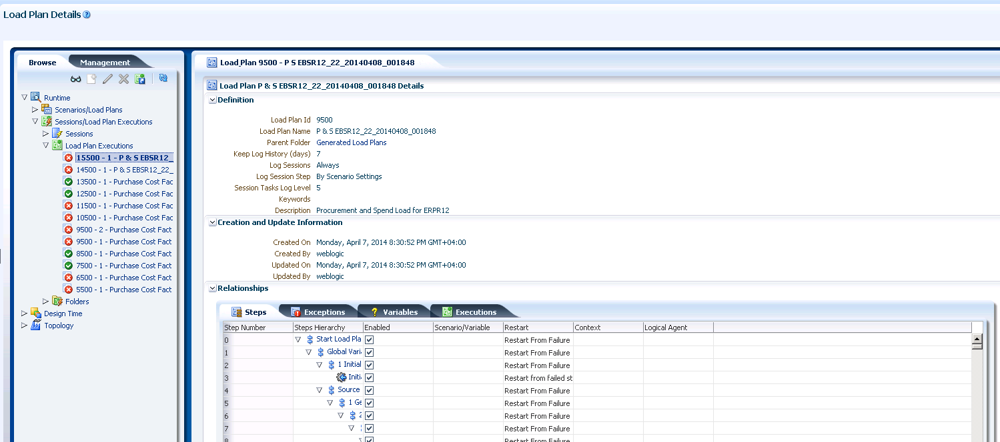 Load Plan Details
Browse
Management
Runtime
Scenarios/Load Plans
Sessions/Load Plan Executions
Sessions
Load Plan Executions
15500 - 1 - P & S EBSR12_
14500 - 1 - P & S EBSR12_22_
13500 - 1 - Purchase Cost Fac
12500 - 1 - Purchase Cost Fac
11500 - 1 - Purchase Cost Fac
10500 - 1 - Purchase Cost Fac
9500 - 2 - Purchase Cost Fact
9500 - 1 - Purchase Cost Fact
8500 - 1 - Purchase Cost Fact
7500 - 1 - Purchase Cost Fact
6500 - 1 - Purchase Cost Fact
5500 - 1 - Purchase Cost Fact
Folders
Design Time
Topology
Load Plan 9500 - P S EBSR12_22_20140408_001848
Load Plan P & S EBSR12_22_20140408_001848 Details
Definition
Load Plan Id 9500
Load Plan Name P & S EBSR12_22_20140408_001848
Parent Folder Generated Load Plans
Keep Log History (days) 7
Log Sessions Always
Log Session Step By Scenario Settings
Session Tasks Log Level 5
Keywords
Description Procurement and Spend Load for ERPR12
Creation and Update Information
Created On Monday, April 7, 2014 8:30:52 PM GMT+04:00
Created By weblogic
Updated On Monday, April 7, 2014 8:30:52 PM GMT+04:00
Updated By weblogic
Relationships
Steps Exceptions Variables Executions
Step Number Steps Hierarchy Enabled Scenario/Variable Restart Context Logical Agent
0 Start Load Pla Restart From Failure
1 Global Vari Restart From Failure
2 1 Initial Restart From Failure
3 Initi Restart from failed st
4 Source Restart From Failure
5 1 Ge Restart From Failure
6 2 Restart From Failure
7 Restart From Failure
8 Restart From Failure